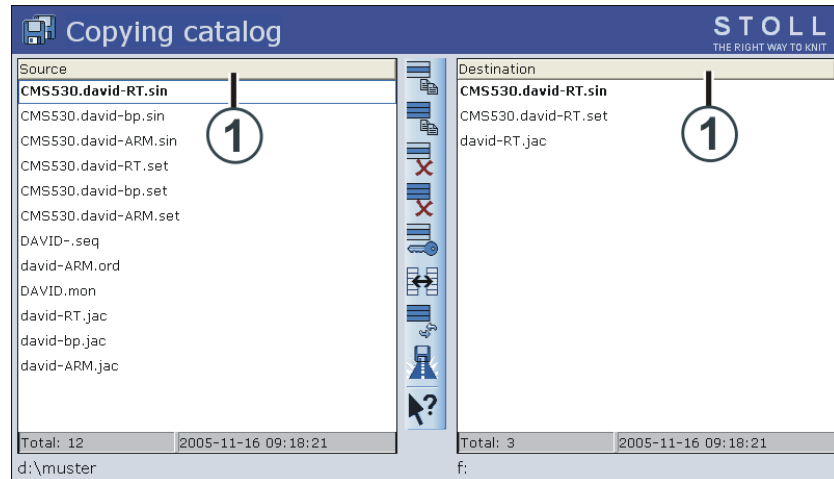 Copying catalog
STOLL
THE RIGHT WAY TO KNIT
Source
CMS530.david-RT.sin
CMS530.david-bp.sin
CMS530.david-ARM.sin
CMS530.david-RT.set
CMS530.david-bp.set
CMS530.david-ARM.set
DAVID-.seq
david-ARM.ord
DAVID.mon
david-RT.jac
david-bp.jac
david-ARM.jac
1
Total: 12
2005-11-16 09:18:21
d:\muster
?
Destination
CMS530.david-RT.sin
CMS530.david-RT.set
david-RT.jac
1
Total: 3
2005-11-16 09:18:21
f: